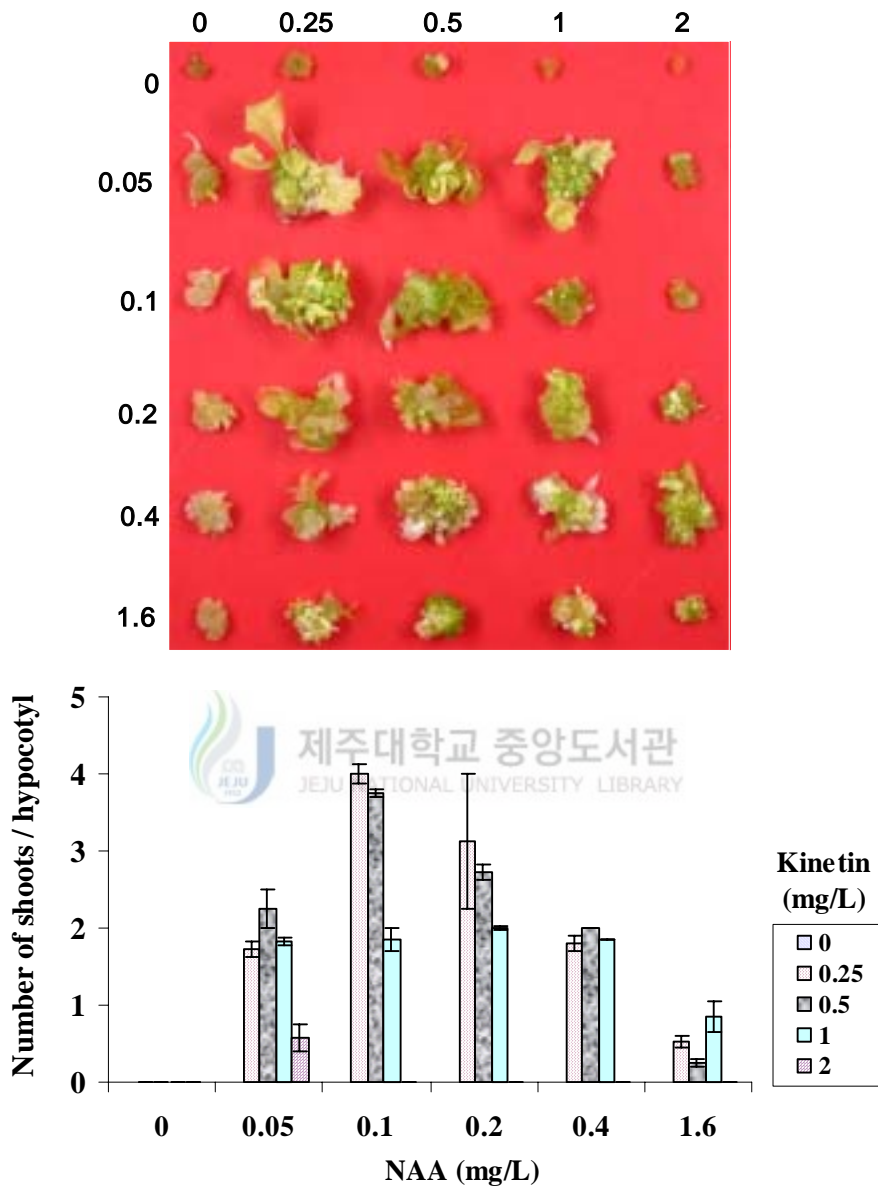 0 0.25 0.5 1 2
0
0.05
0.1
0.2
0.4
1.6
제주대학교 중앙도서관
JEJU NATIONAL UNIVERSITY LIBRARY
JEJU
1952
Number of shoots / hypocotyl
5
4
3
2
1
0
0 0.05 0.1 0.2 0.4 1.6
NAA (mg/L)
Kinetin
(mg/L)
0
0.25
0.5
1
2